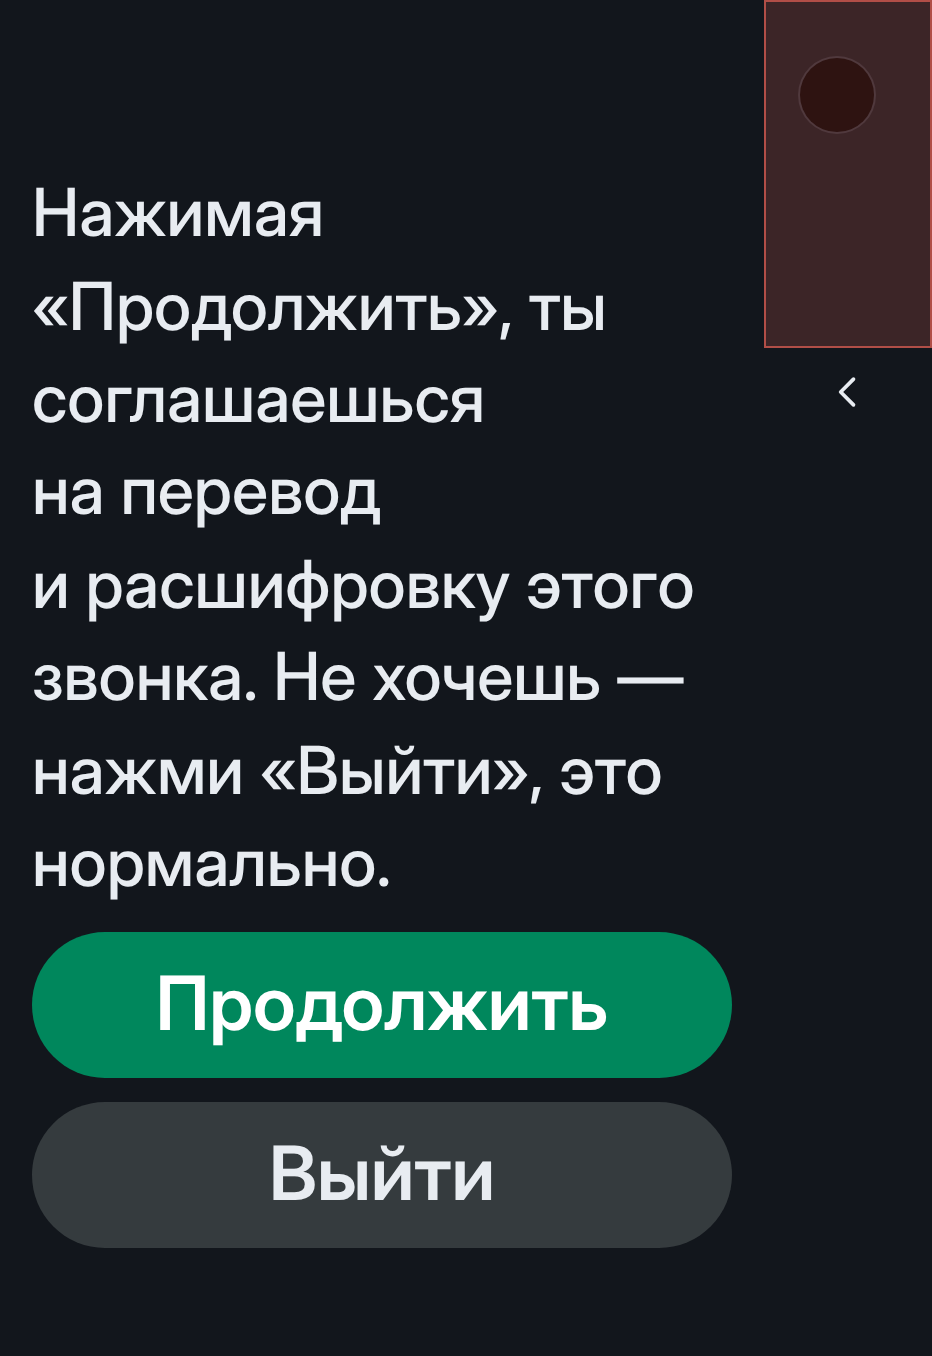 Нажимая
«Продолжить», ты
соглашаешься
на перевод
и расшифровку этого
звонка. Не хочешь —
нажми «Выйти», это
нормально.
Продолжить
Выйти